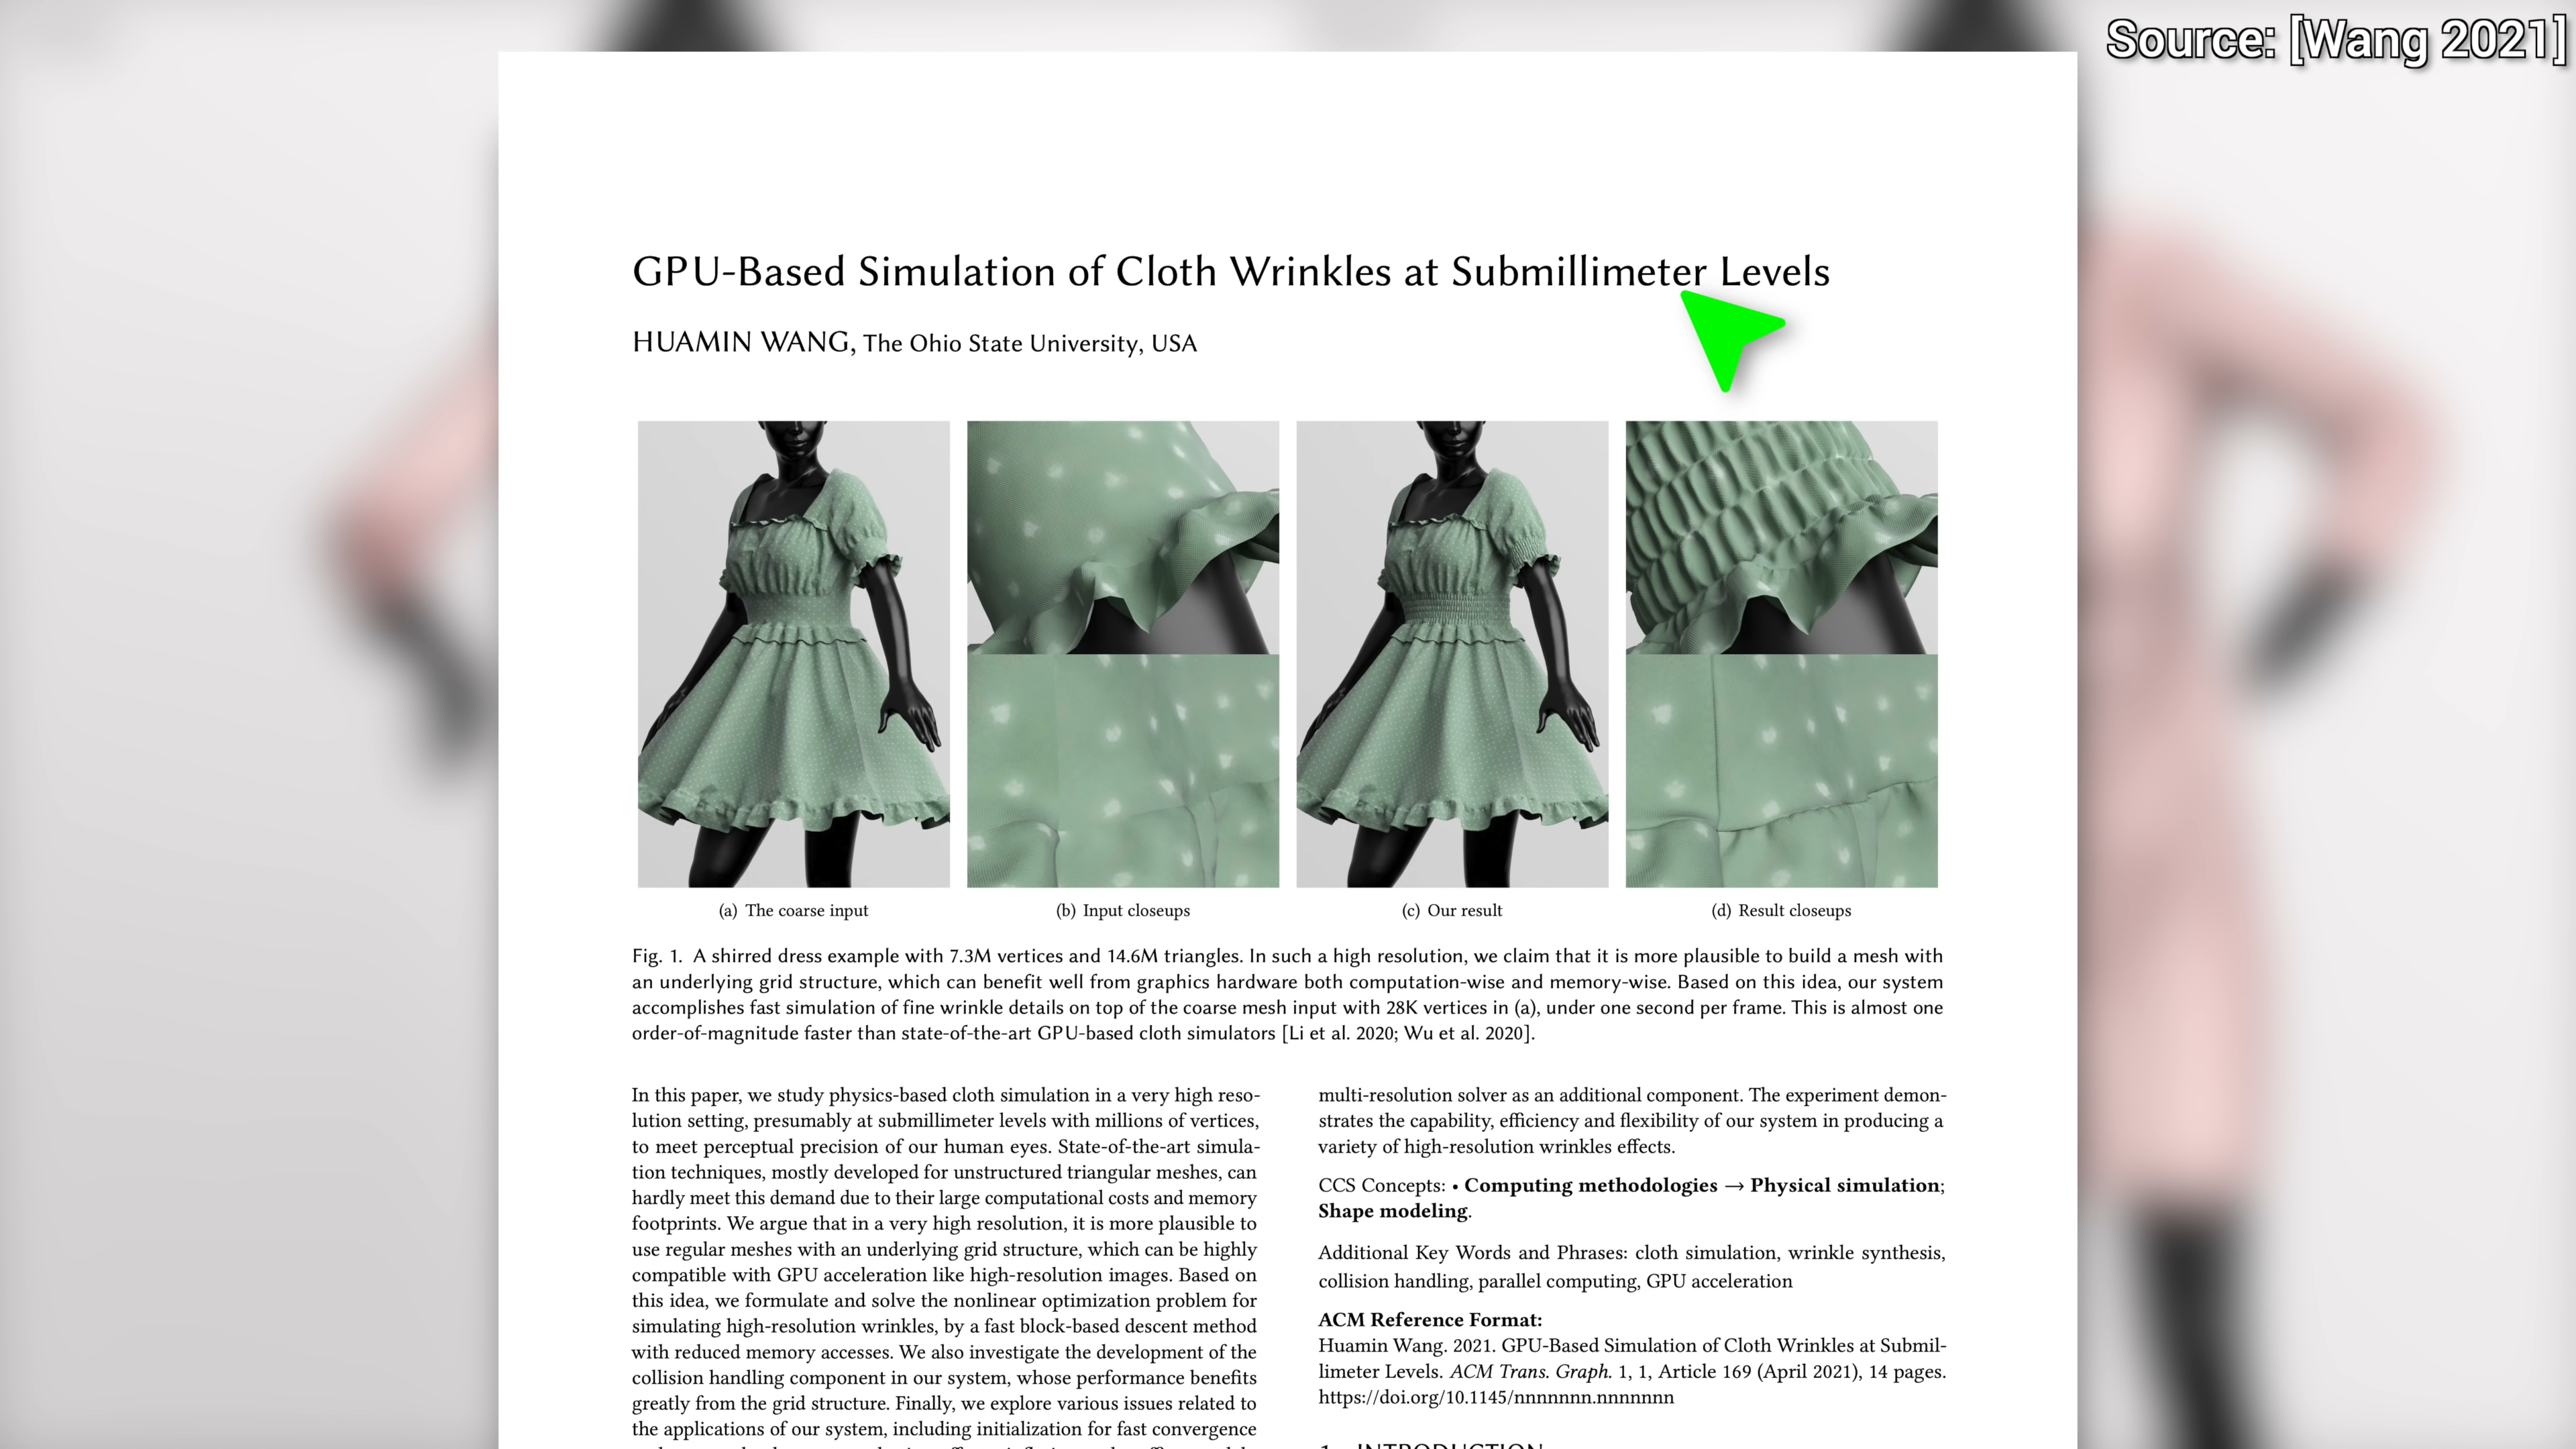 Source: [Wang 2021]
GPU-Based Simulation of Cloth Wrinkles at Submillimeter Levels
HUAMIN WANG, The Ohio State University, USA
(a) The coarse input
(b) Input closeups
(c) Our result
(d) Result closeups
Fig. 1. A shirred dress example with 7.3M vertices and 14.6M triangles. In such a high resolution, we claim that it is more plausible to build a mesh with
an underlying grid structure, which can benefit well from graphics hardware both computation-wise and memory-wise. Based on this idea, our system
accomplishes fast simulation of fine wrinkle details on top of the coarse mesh input with 28K vertices in (a), under one second per frame. This is almost one
order-of-magnitude faster than state-of-the-art GPU-based cloth simulators [Li et al. 2020; Wu et al. 2020].
In this paper, we study physics-based cloth simulation in a very high reso-
lution setting, presumably at submillimeter levels with millions of vertices,
to meet perceptual precision of our human eyes. State-of-the-art simula-
tion techniques, mostly developed for unstructured triangular meshes, can
hardly meet this demand due to their large computational costs and memory
footprints. We argue that in a very high resolution, it is more plausible to
use regular meshes with an underlying grid structure, which can be highly
compatible with GPU acceleration like high-resolution images. Based on
this idea, we formulate and solve the nonlinear optimization problem for
simulating high-resolution wrinkles, by a fast block-based descent method
with reduced memory accesses. We also investigate the development of the
collision handling component in our system, whose performance benefits
greatly from the grid structure. Finally, we explore various issues related to
the applications of our system, including initialization for fast convergence
multi-resolution solver as an additional component. The experiment demon-
strates the capability, efficiency and flexibility of our system in producing a
variety of high-resolution wrinkles effects.
CCS Concepts: • Computing methodologies → Physical simulation;
Shape modeling.
Additional Key Words and Phrases: cloth simulation, wrinkle synthesis,
collision handling, parallel computing, GPU acceleration
ACM Reference Format:
Huamin Wang. 2021. GPU-Based Simulation of Cloth Wrinkles at Submil-
limeter Levels. ACM Trans. Graph. 1, 1, Article 169 (April 2021), 14 pages.
https://doi.org/10.1145/nnnnnnn.nnnnnnn
1 INTRODUCTION